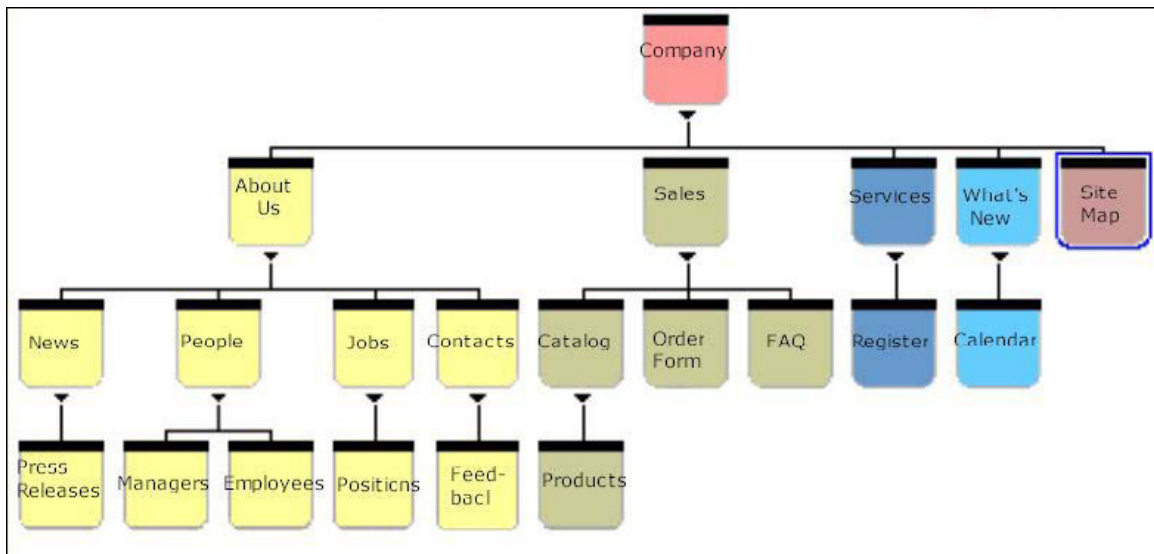 Company
About
Us
Sales
Services
What's
New
Site
Map
News
People
Jobs
Contacts
Catalog
Order
Form
FAQ
Register
Calendar
Press
Releases
Managers
Employees
Positicns
Feed-
bacl
Products